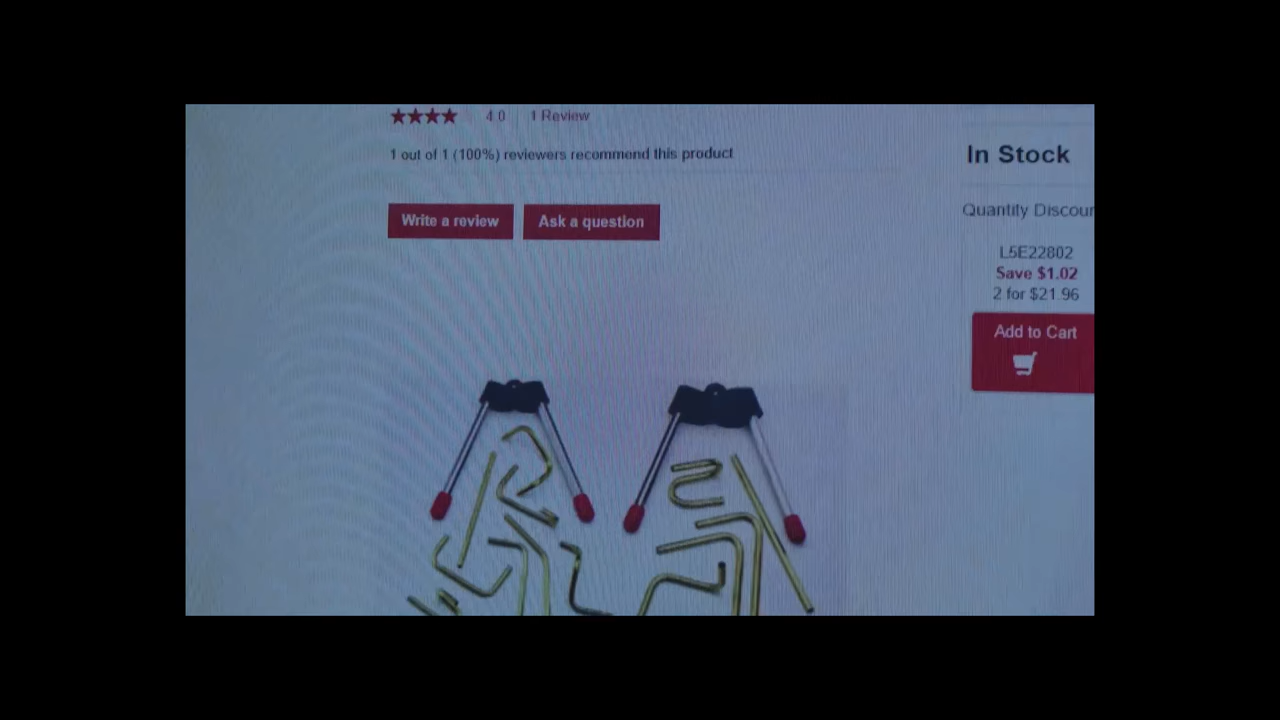 4.0 1 Review
1 out of 1 (100%) reviewers recommend this product
In Stock
Write a review Ask a question
Quantity
L5E22802
Save $1.02
2 for $21.96
Add to Cart